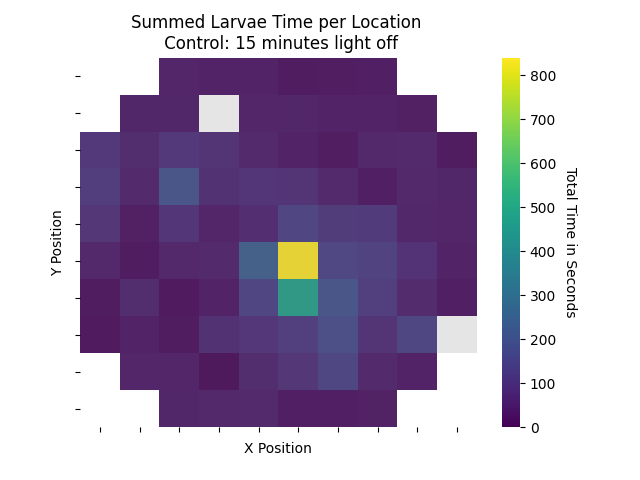 Summed Larvae Time per Location
Control: 15 minutes light off
Y Position
X Position
800
700
600
500
400
300
200
100
0
Total Time in Seconds